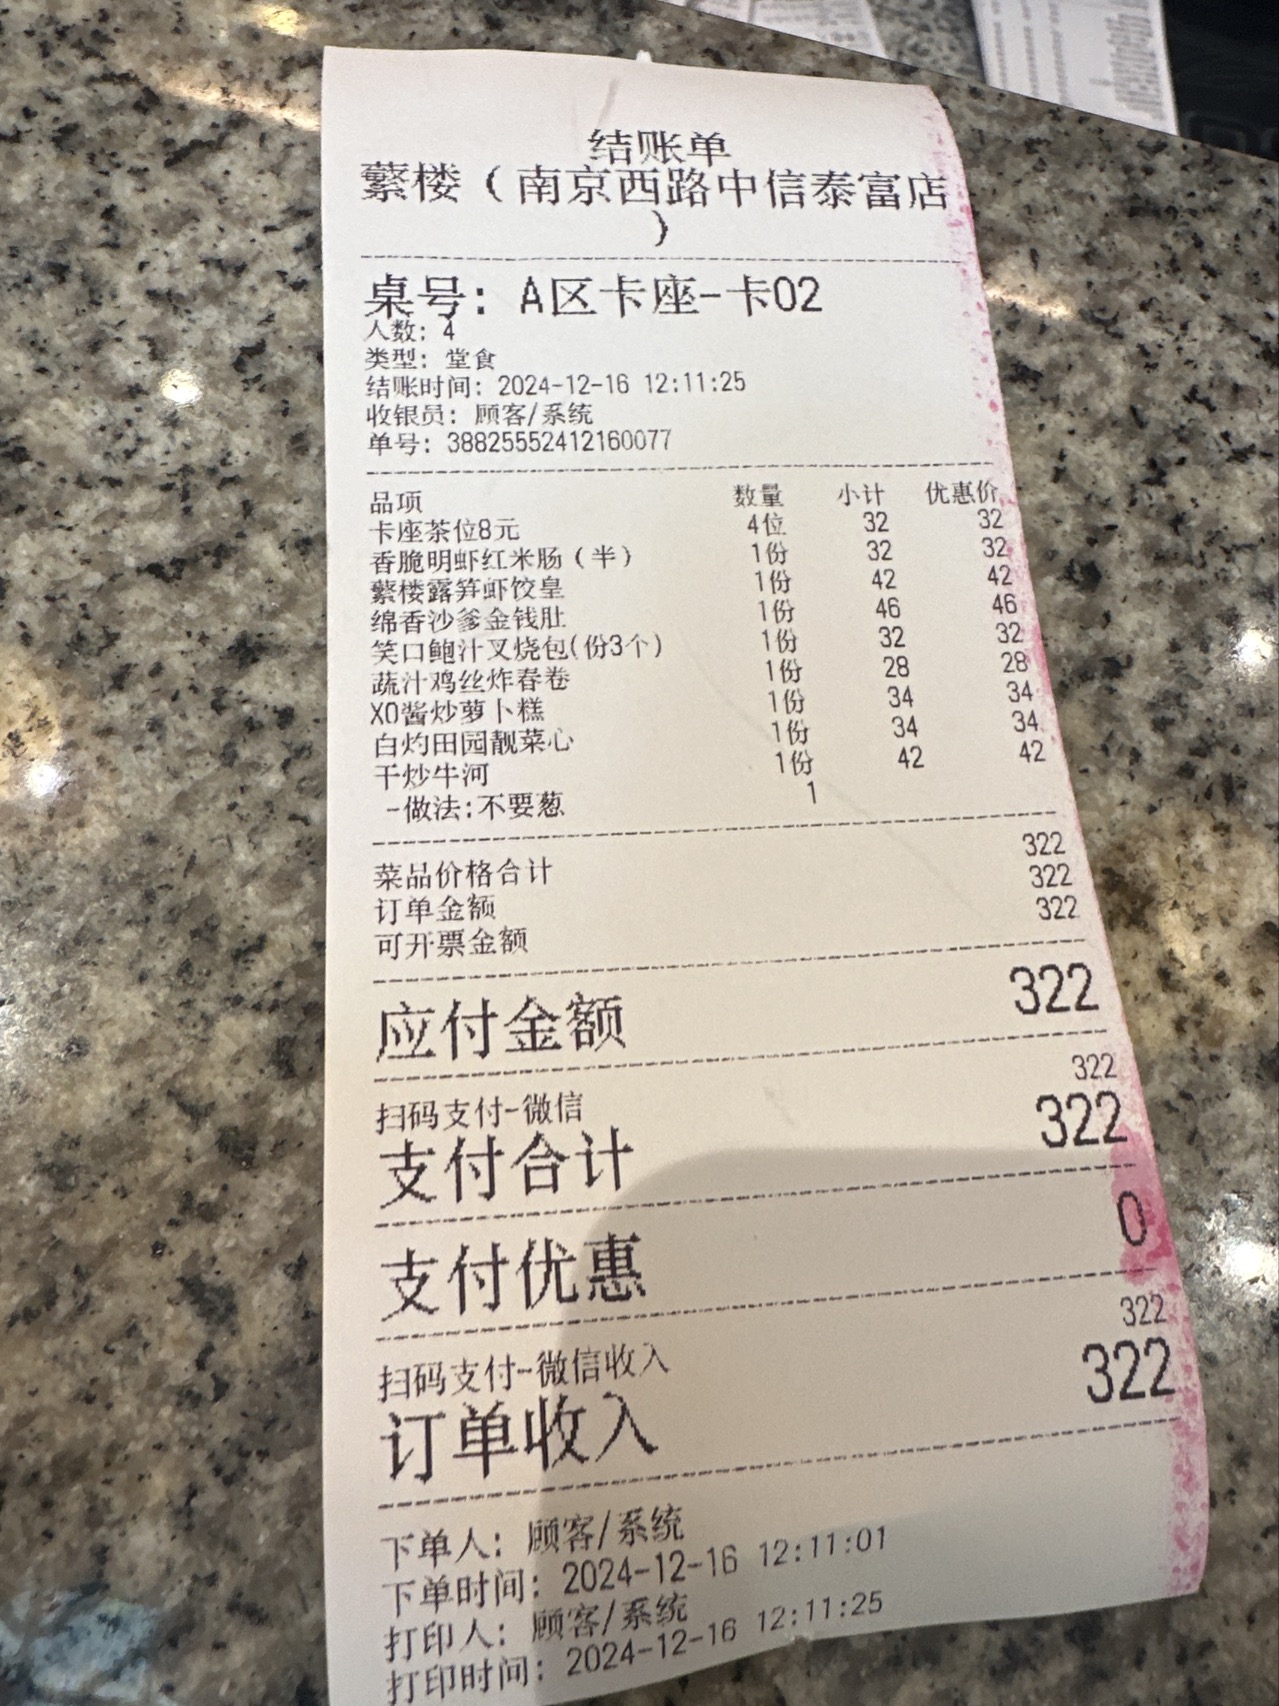 结账单
蘩楼（南京西路中信泰富店
）
桌号：A区卡座-卡02
人数：4
类型：堂食
结账时间：2024-12-16 12:11:25
收银员：顾客/系统
单号：38825552412160077
品项 数量 小计 优惠价
卡座茶位8元 4位 32 32
香脆明虾红米肠（半） 1份 32 32
蘩楼露笋虾饺皇 1份 42 42
绵香沙爹金钱肚 1份 46 46
笑口鲍汁叉烧包(份3个) 1份 32 32
蔬汁鸡丝炸春卷 1份 28 28
XO酱炒萝卜糕 1份 34 34
白灼田园靓菜心 1份 34 34
干炒牛河 1份 42 42
-做法:不要葱 1
菜品价格合计 322
订单金额 322
可开票金额 322
应付金额 322
扫码支付-微信 322
支付合计 322
支付优惠 0
扫码支付-微信收入 322
订单收入 322
下单人：顾客/系统
下单时间：2024-12-16 12:11:01
打印人：顾客/系统
打印时间：2024-12-16 12:11:25